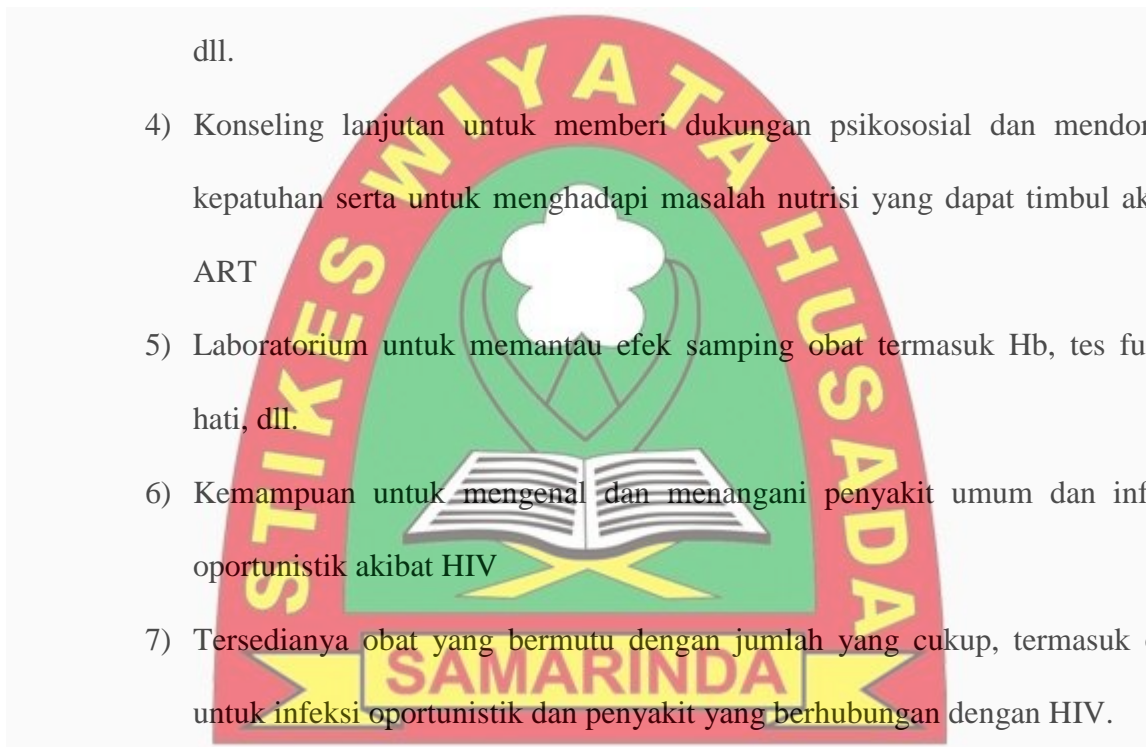 dll.
4) Konseling lanjutan untuk memberi dukungan psikososial dan mendor
kepatuhan serta untuk menghadapi masalah nutrisi yang dapat timbul ak
ART
5) Laboratorium untuk memantau efek samping obat termasuk Hb, tes fu
hati, dll.
6) Kemampuan untuk mengenal dan menangani penyakit umum dan inf
oportunistik akibat HIV
7) Tersedianya obat yang bermutu dengan jumlah yang cukup, termasuk
untuk infeksi oportunistik dan penyakit yang berhubungan dengan HIV.
STIKES WIYATA HUSADA
SAMARINDA